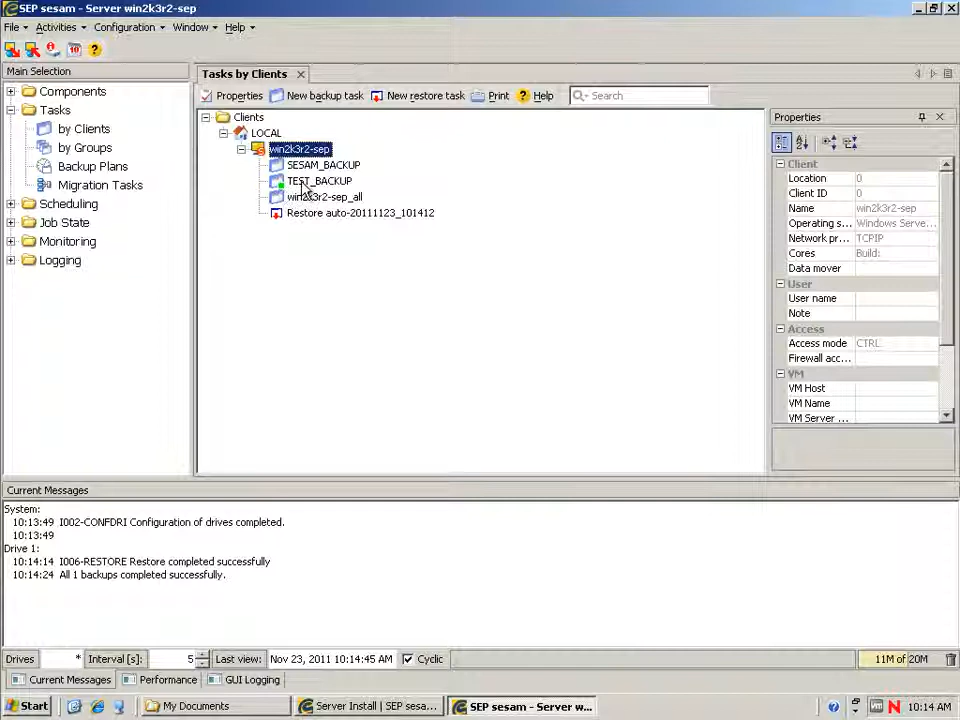 SEP sesam - Server win2k3r2-sep
File Activities Configuration Window Help
Main Selection
Components
Tasks
by Clients
by Groups
Backup Plans
Migration Tasks
Scheduling
Job State
Monitoring
Logging
Tasks by Clients
Properties New backup task New restore task Print Help Search
Clients
LOCAL
win2k3r2-sep
SESAM_BACKUP
TEST_BACKUP
win2k3r2-sep_all
Restore auto-20111123_101412
Properties
Client
Location 0
Client ID 0
Name win2k3r2-sep
Operating s... Windows Serve...
Network pr... TCPIP
Cores Build:
Data mover
User
User name
Note
Access
Access mode CTRL
Firewall acc...
VM
VM Host
VM Name
VM Server ...
Current Messages
System:
10:13:49 I002-CONFDRI Configuration of drives completed.
10:13:49
Drive 1:
10:14:14 I006-RESTORE Restore completed successfully
10:14:24 All 1 backups completed successfully.
Drives * Interval [s]: 5 Last view: Nov 23, 2011 10:14:45 AM Cyclic 11M of 20M
Current Messages Performance GUI Logging
Start My Documents Server Install | SEP sesa... SEP sesam - Server w... 10:14 AM